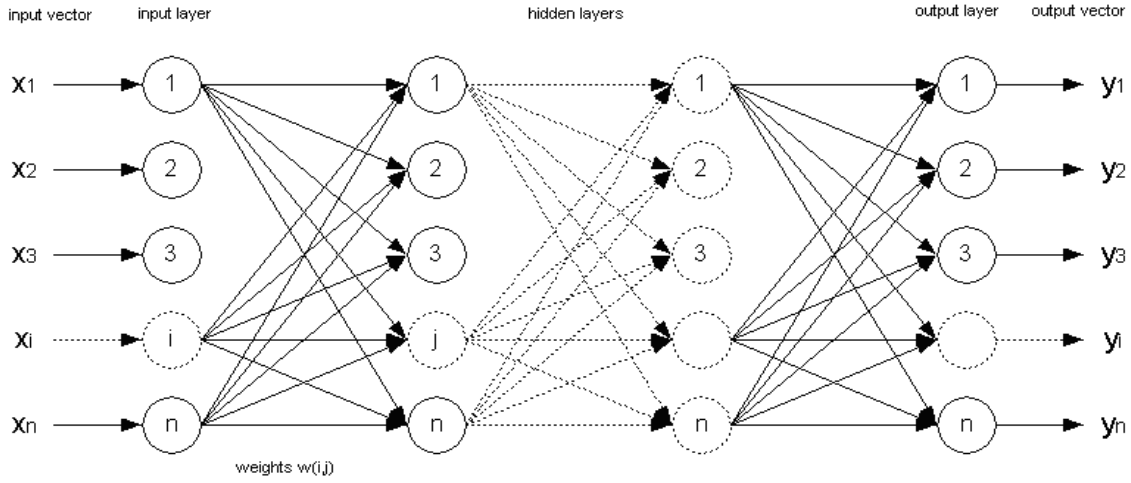 input vector input layer hidden layers output layer output vector
x1 1 1 1 1 y1
x2 2 2 2 2 y2
x3 3 3 3 3 y3
xi i j yi
xn n n n n yn
weights w(i,j)